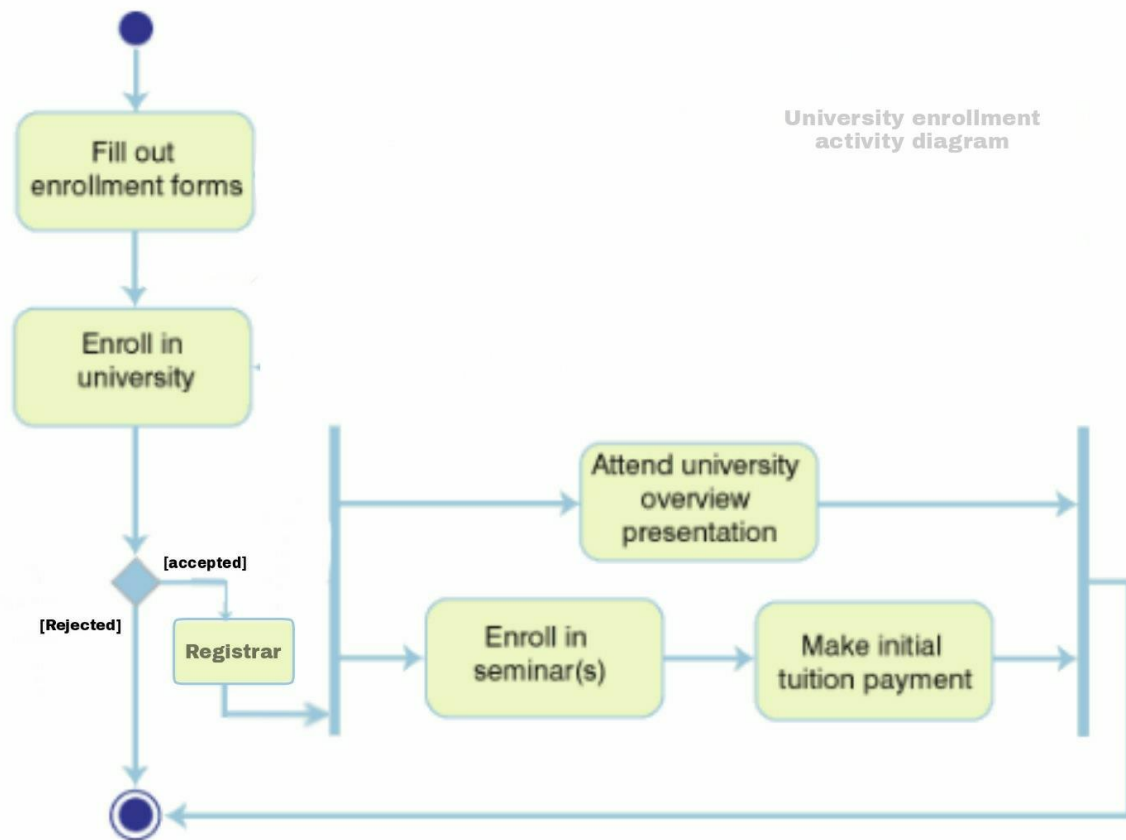 University enrollment
activity diagram
Fill out
enrollment forms
Enroll in
university
[accepted]
[Rejected]
Registrar
Attend university
overview
presentation
Enroll in
seminar(s)
Make initial
tuition payment